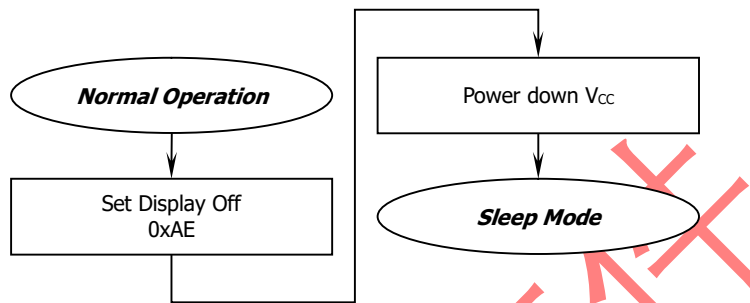 Normal Operation
Set Display Off
0xAE
Power down VCC
Sleep Mode